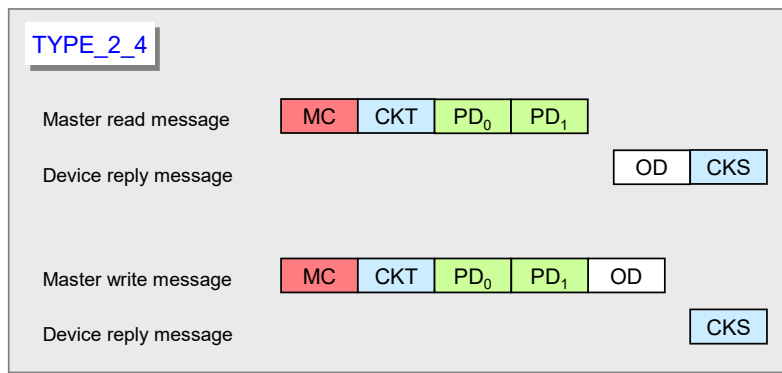 TYPE_2_4
Master read message MC CKT PD₀ PD₁
Device reply message OD CKS
Master write message MC CKT PD₀ PD₁ OD
Device reply message CKS